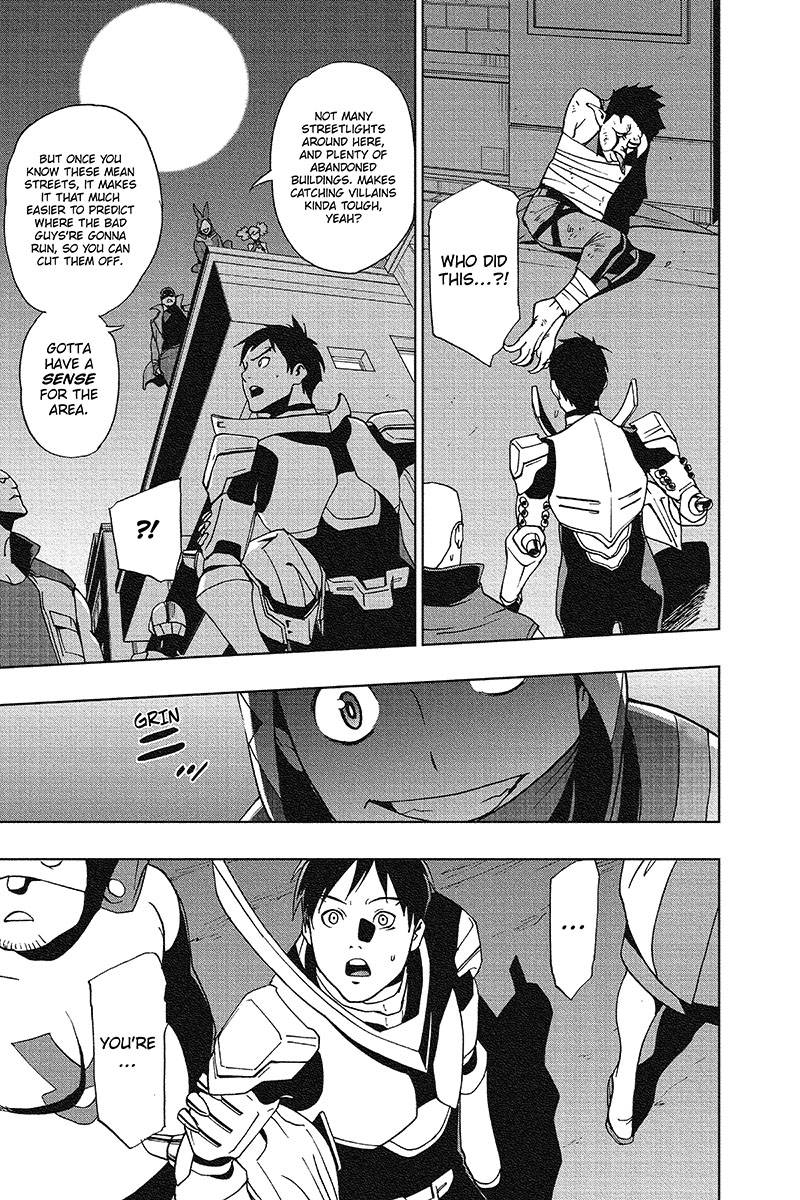 WHO DID
THIS...?!
NOT MANY
STREETLIGHTS
AROUND HERE,
AND PLENTY OF
ABANDONED
BUILDINGS. MAKES
CATCHING VILLAINS
KINDA TOUGH,
YEAH?
BUT ONCE YOU
KNOW THESE MEAN
STREETS, IT MAKES
IT THAT MUCH
EASIER TO PREDICT
WHERE THE BAD
GUYS'RE GONNA
RUN, SO YOU CAN
CUT THEM OFF.
GOTTA
HAVE A
SENSE
FOR THE
AREA.
?!
GRIN
...
YOU'RE
...